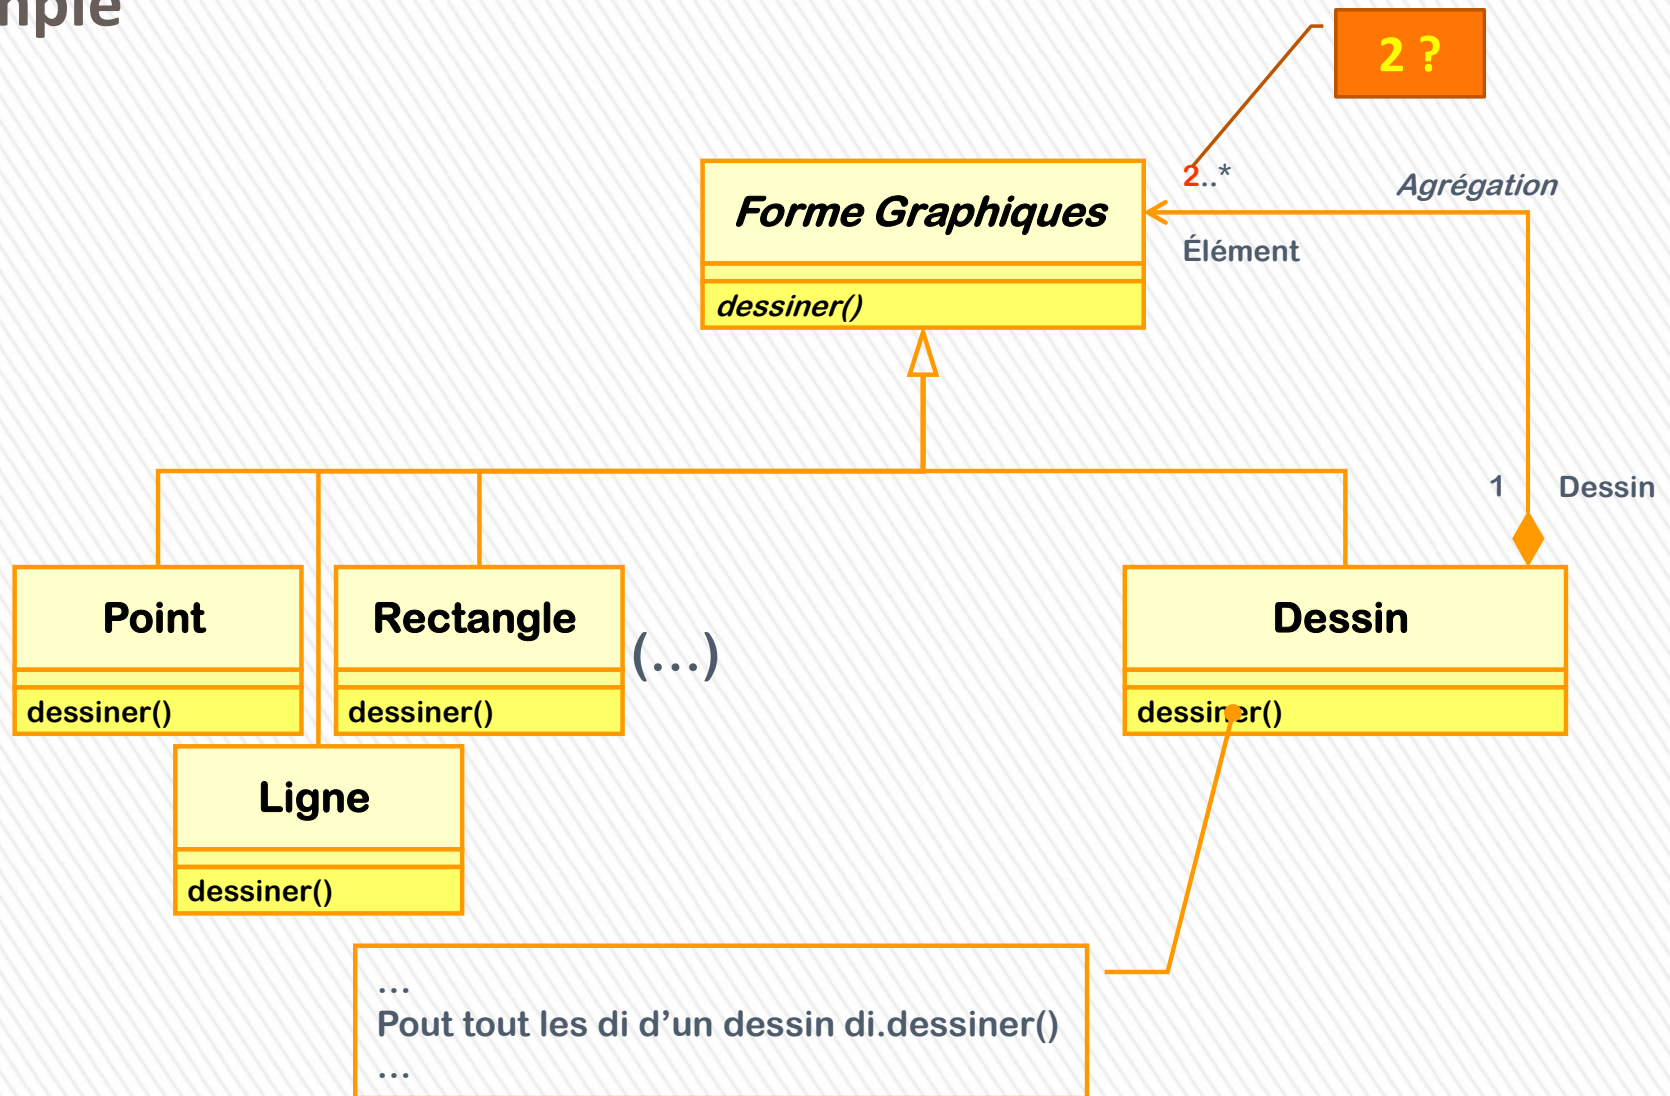 mple
2 ?
2..*
Agrégation
Forme Graphiques
Élément
dessiner()
1
Dessin
Point
Rectangle
(...)
Dessin
dessiner()
dessiner()
dessiner()
Ligne
dessiner()
...
Pout tout les di d’un dessin di.dessiner()
...